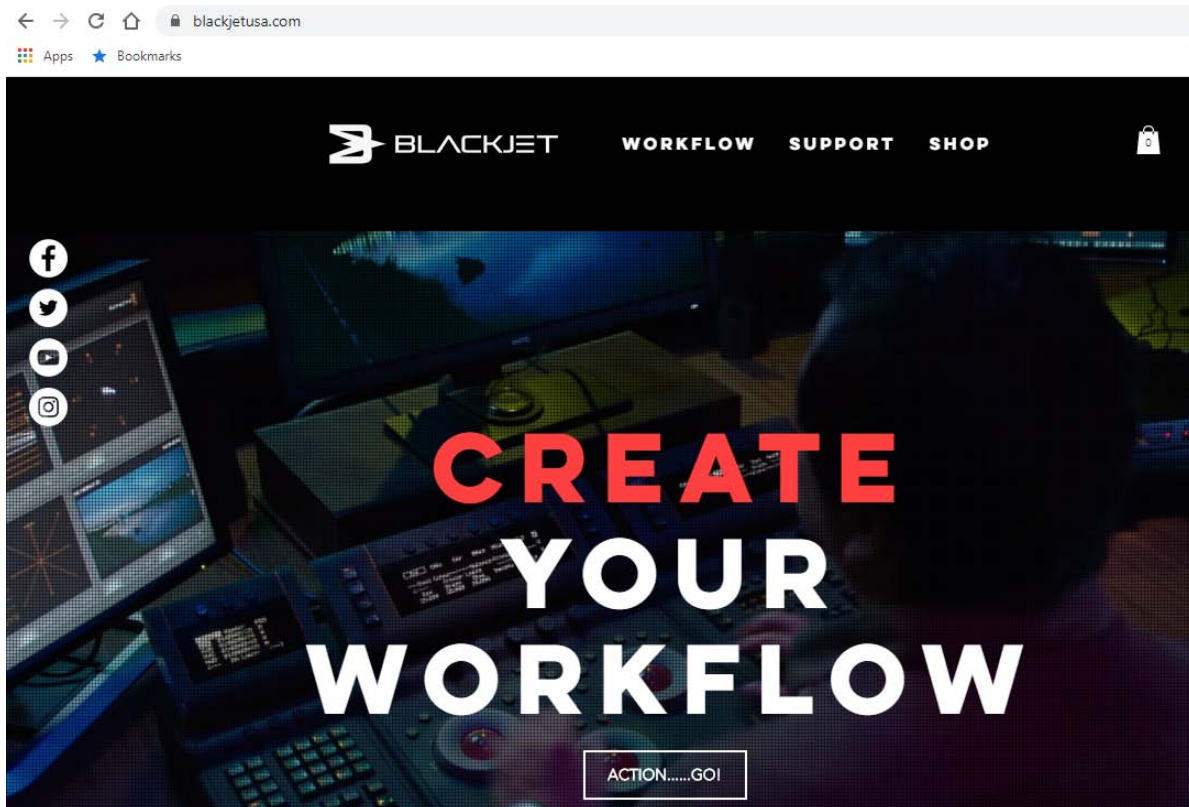 blackjetusa.com
Apps Bookmarks
BLACKJET WORKFLOW SUPPORT SHOP 0
CREATE
YOUR
WORKFLOW
ACTION......GO!